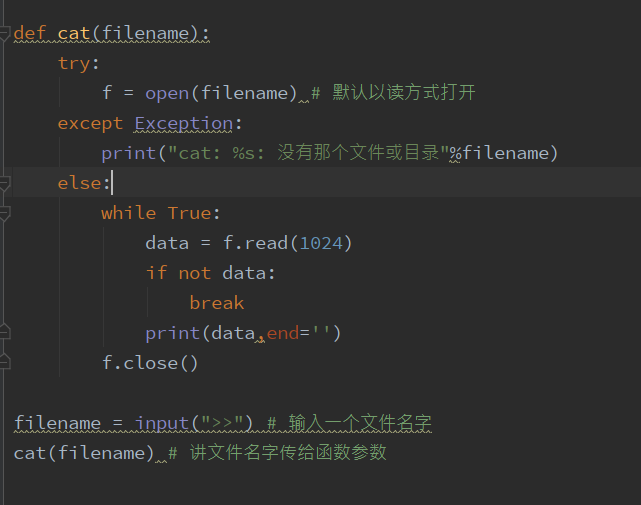 def cat(filename):
    try:
        f = open(filename) # 默认以读方式打开
    except Exception:
        print("cat: %s: 没有那个文件或目录"%filename)
    else:
        while True:
            data = f.read(1024)
            if not data:
                break
            print(data,end='')
        f.close()
filename = input(">>") # 输入一个文件名字
cat(filename) # 讲文件名字传给函数参数